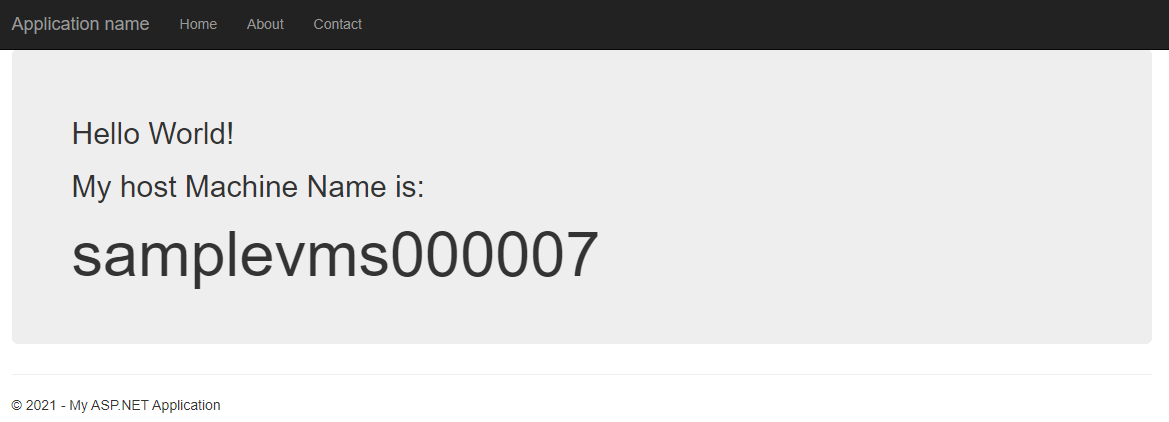 Application name Home About Contact
Hello World!
My host Machine Name is:
samplevms000007
© 2021 - My ASP.NET Application